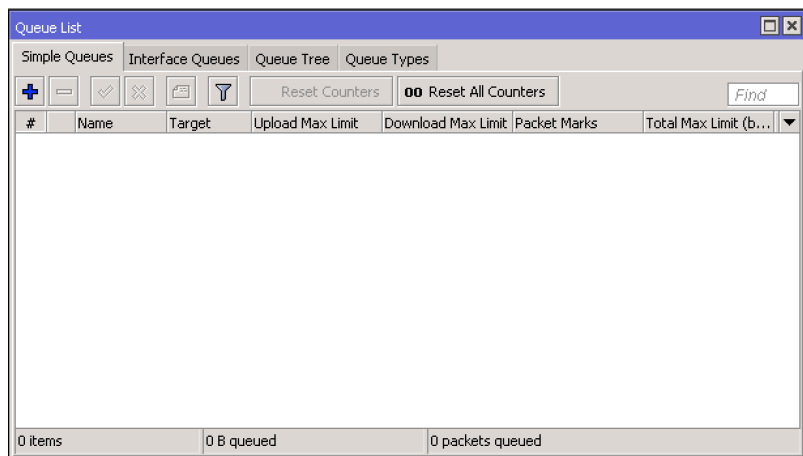 Queue List
Simple Queues Interface Queues Queue Tree Queue Types
Reset Counters 00 Reset All Counters Find
# Name Target Upload Max Limit Download Max Limit Packet Marks Total Max Limit (b...
0 items 0 B queued 0 packets queued